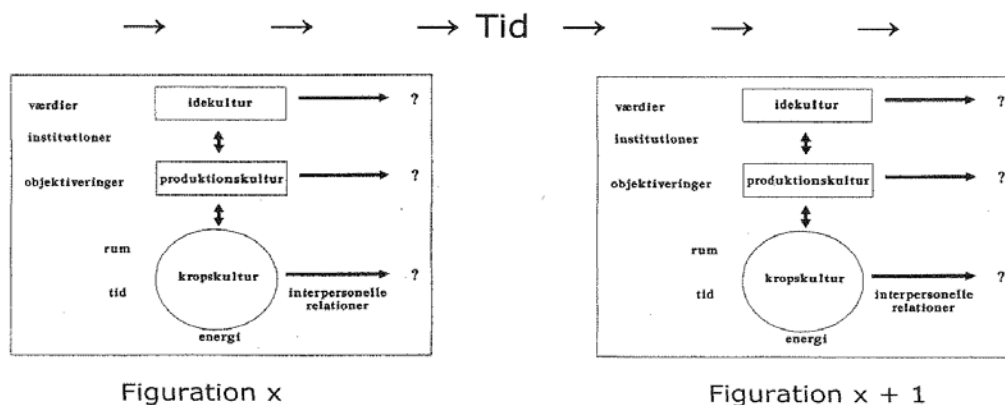 → → → Tid → → →
værdier
idekultur
?
institutioner
objektiveringer
produktionskultur
?
rum
kropskultur
?
tid
interpersonelle
relationer
energi
Figuration x
værdier
idekultur
?
institutioner
objektiveringer
produktionskultur
?
rum
kropskultur
?
tid
interpersonelle
relationer
energi
Figuration x + 1